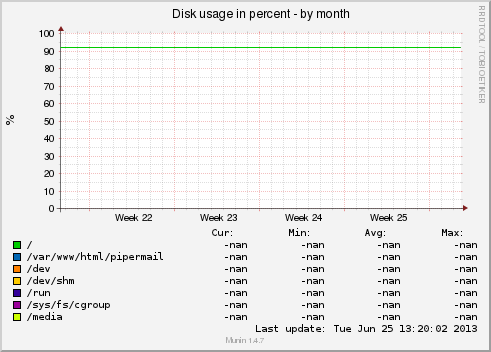 Disk usage in percent - by month
RRDTOOL / TOBI OETIKER
%
100
90
80
70
60
50
40
30
20
10
0
Week 22 Week 23 Week 24 Week 25
Cur: Min: Avg: Max:
/ -nan -nan -nan -nan
/var/www/html/pipermail -nan -nan -nan -nan
/dev -nan -nan -nan -nan
/dev/shm -nan -nan -nan -nan
/run -nan -nan -nan -nan
/sys/fs/cgroup -nan -nan -nan -nan
/media -nan -nan -nan -nan
Last update: Tue Jun 25 13:20:02 2013
Munin 1.4.7